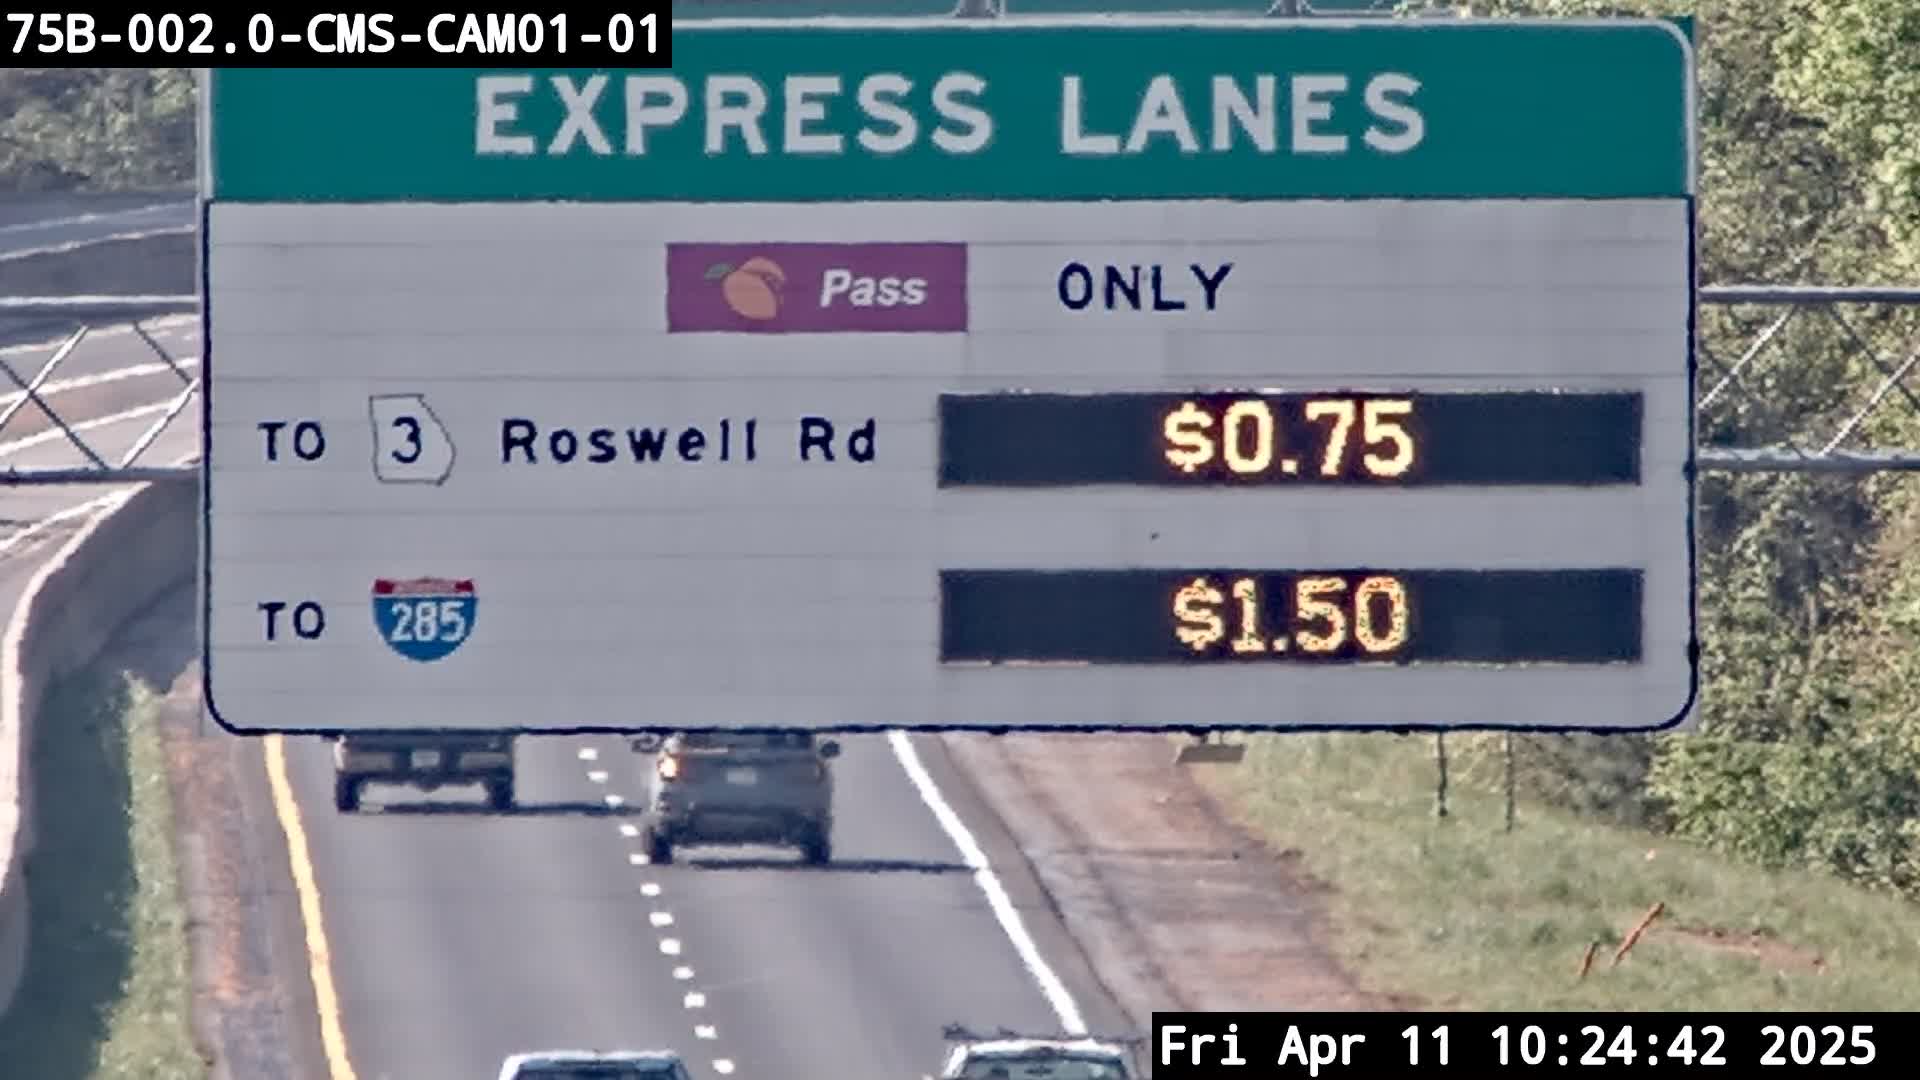 75B-002.0-CMS-CAM01-01
EXPRESS LANES
Pass ONLY
TO 3 Roswell Rd $0.75
TO 285 $1.50
Fri Apr 11 10:24:42 2025